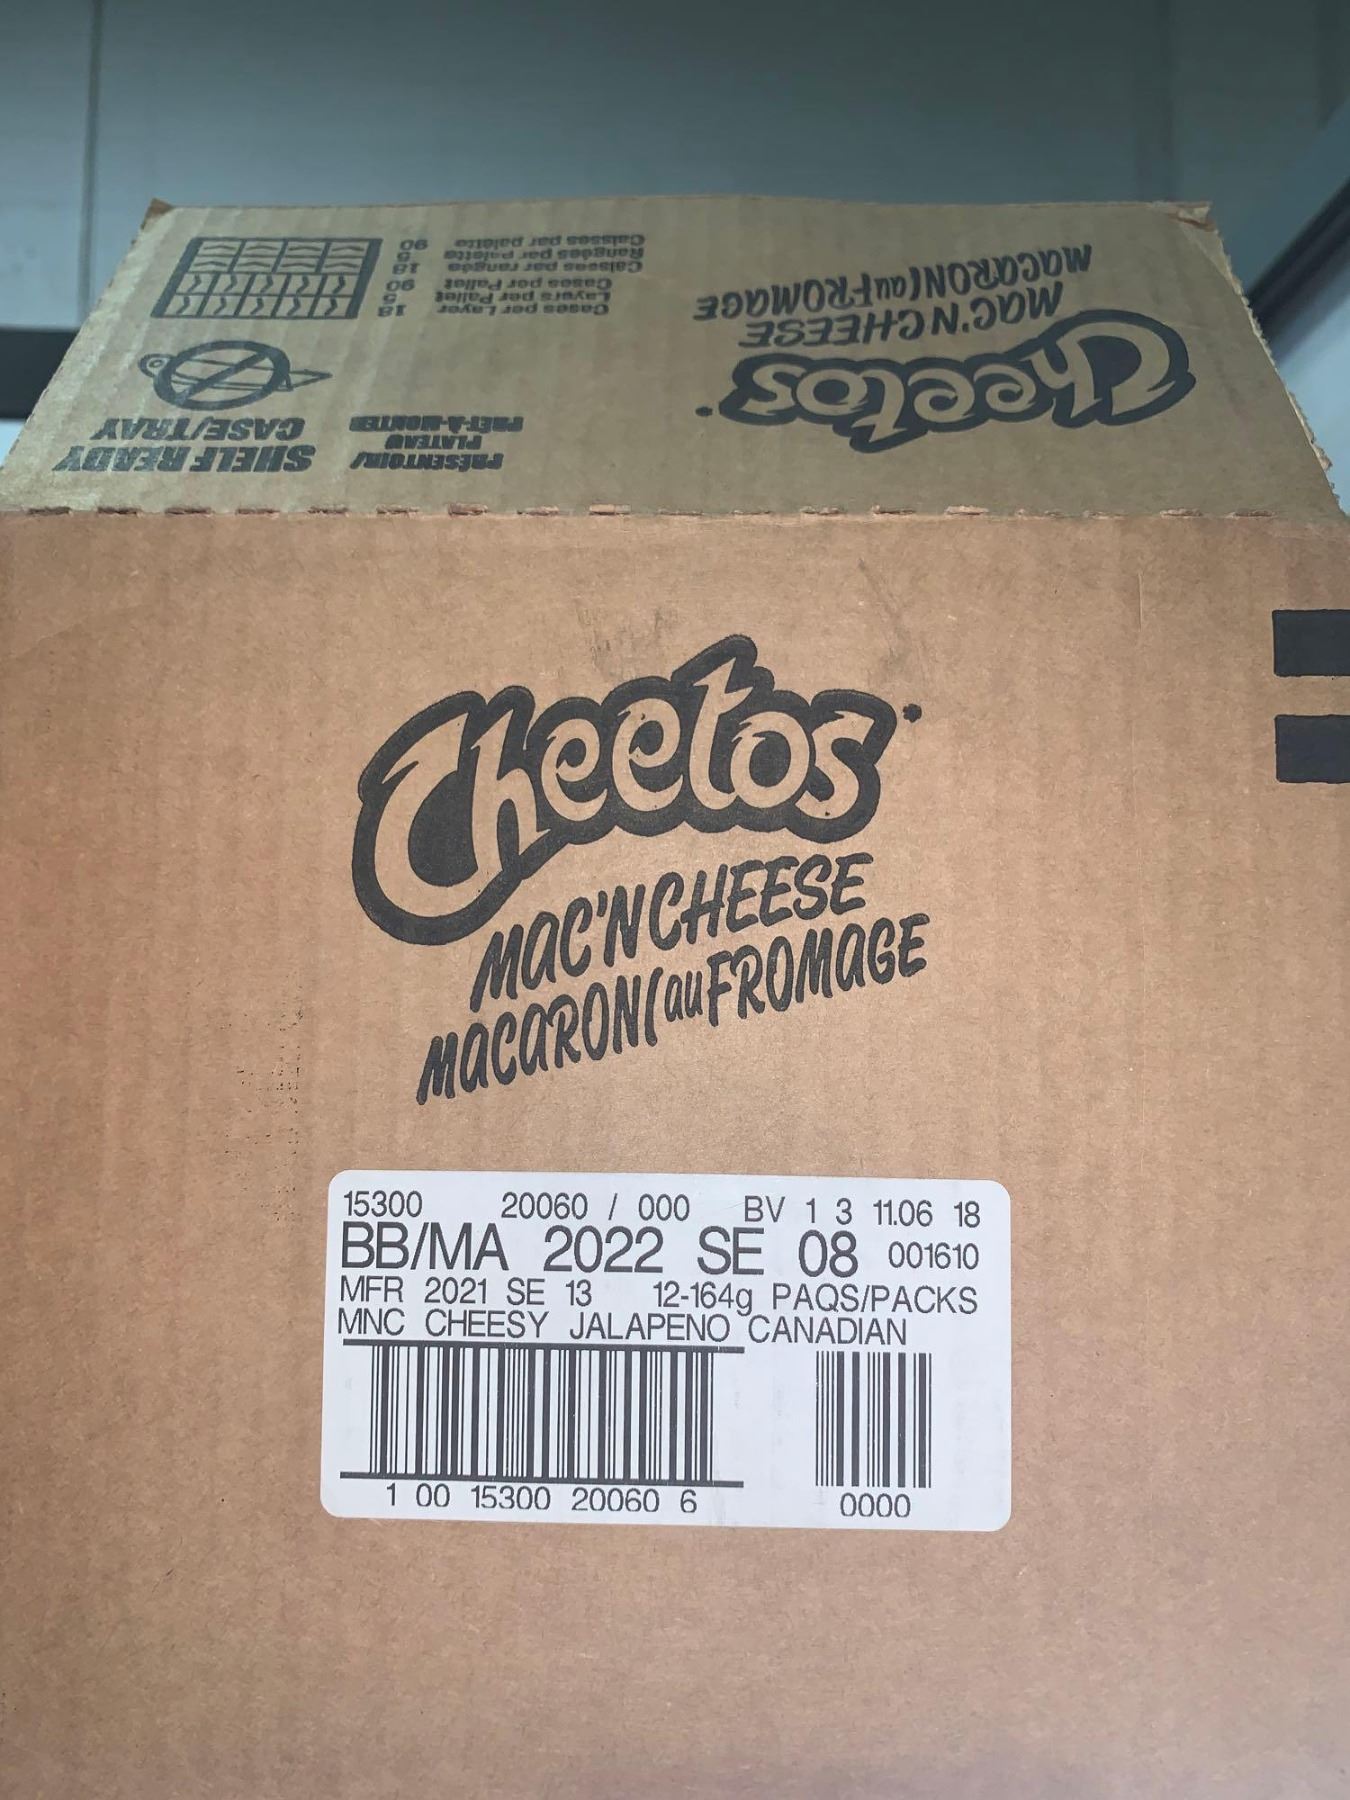 Cheetos
MAC'N CHEESE
MACARONI au FROMAGE
SHELF READY
CASE/TRAY
PRÉSENTOIR/
PLATEAU
PRÊT-À-MONTER
Cases per Layer 18
Layers per Pallet 5
Cases per Pallet 90
Caisses par rangée 18
Rangées par palette 5
Caisses par palette 90
Cheetos
MAC'N CHEESE
MACARONI au FROMAGE
15300 20060 / 000 BV 1 3 11.06 18
BB/MA 2022 SE 08 001610
MFR 2021 SE 13 12-164g PAQS/PACKS
MNC CHEESY JALAPENO CANADIAN
1 00 15300 20060 6
0000